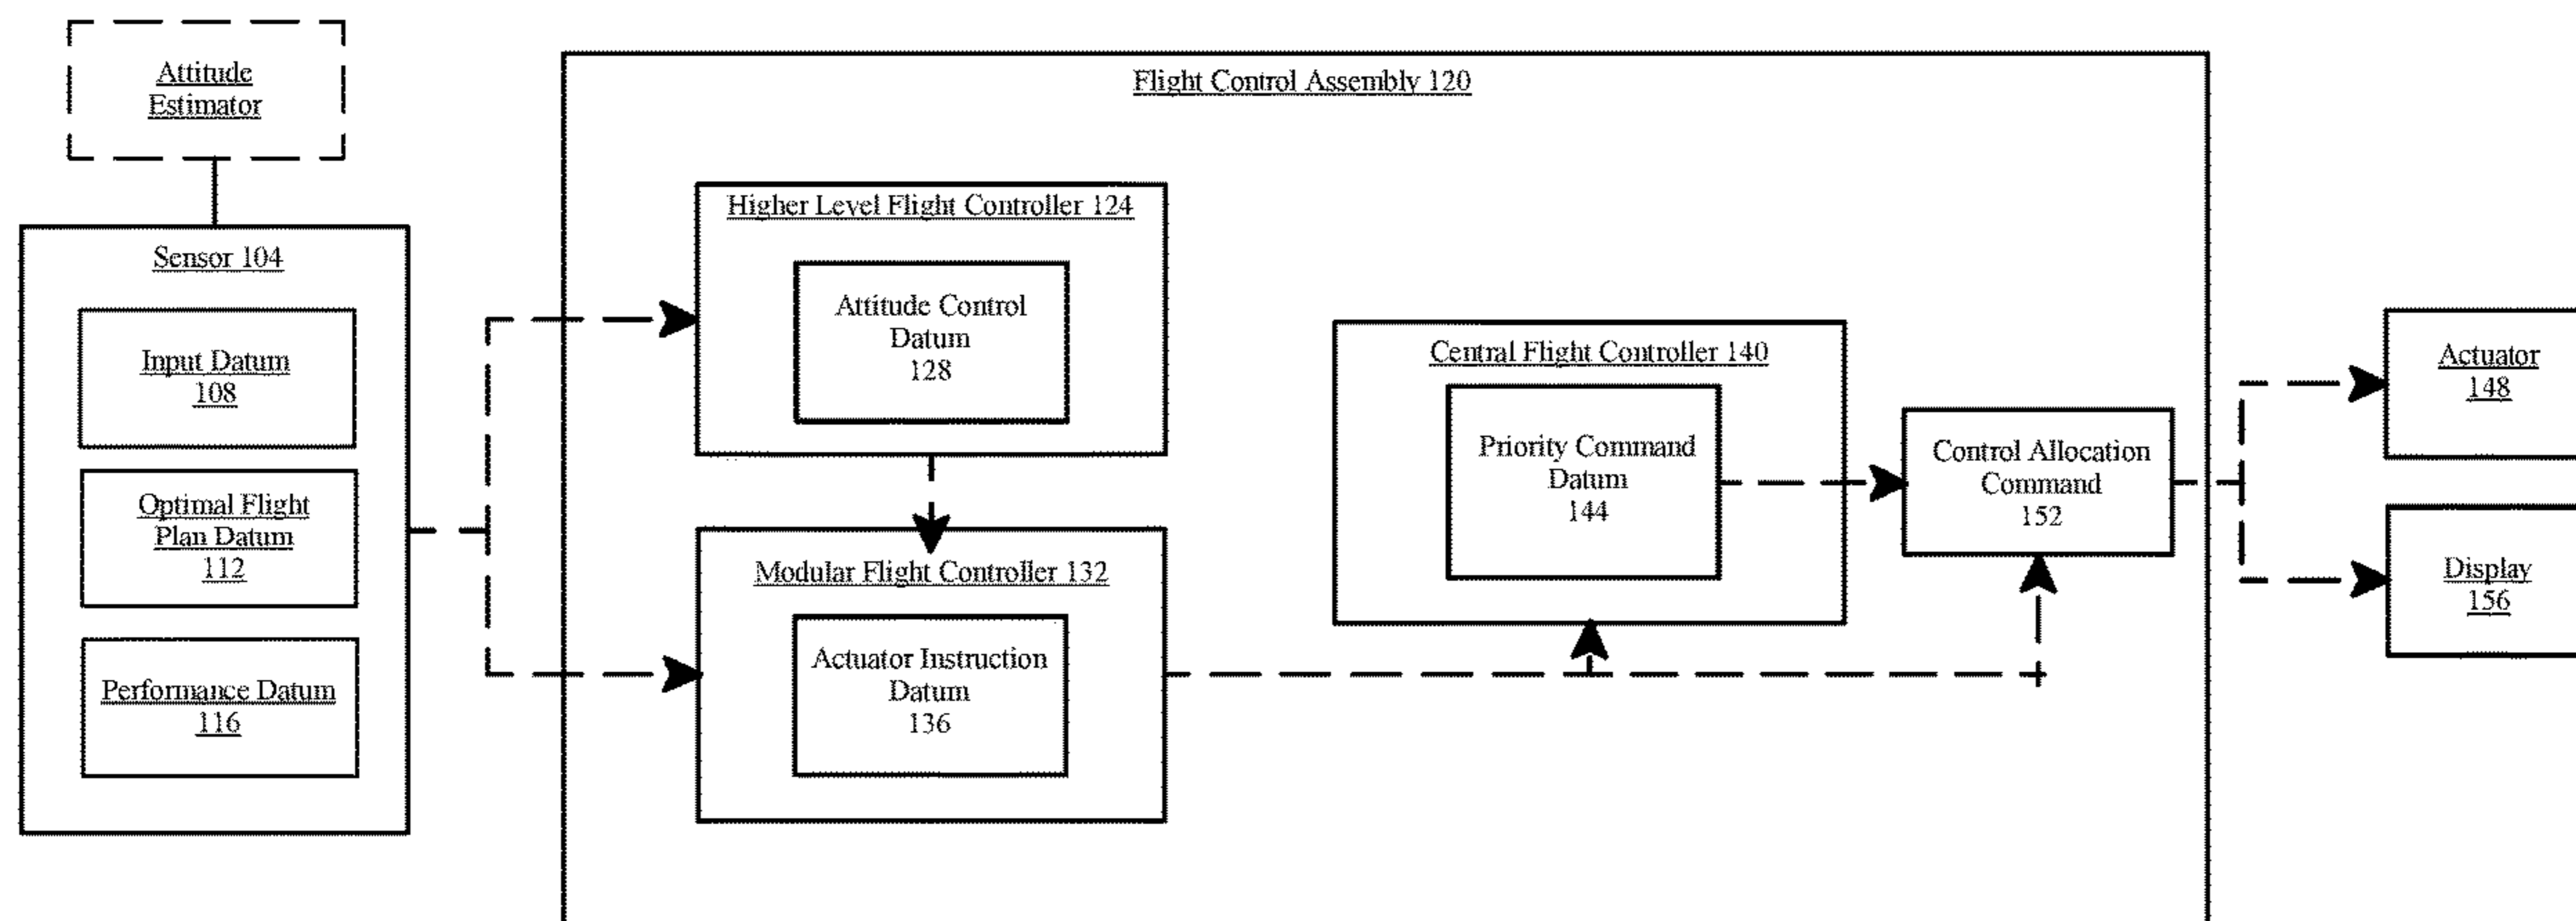 Attitude
Estimator
Flight Control Assembly 120
Sensor 104
Input Datum
108
Optimal Flight
Plan Datum
112
Performance Datum
116
Higher Level Flight Controller 124
Attitude Control
Datum
128
Modular Flight Controller 132
Actuator Instruction
Datum
136
Central Flight Controller 140
Priority Command
Datum
144
Control Allocation
Command
152
Actuator
148
Display
156